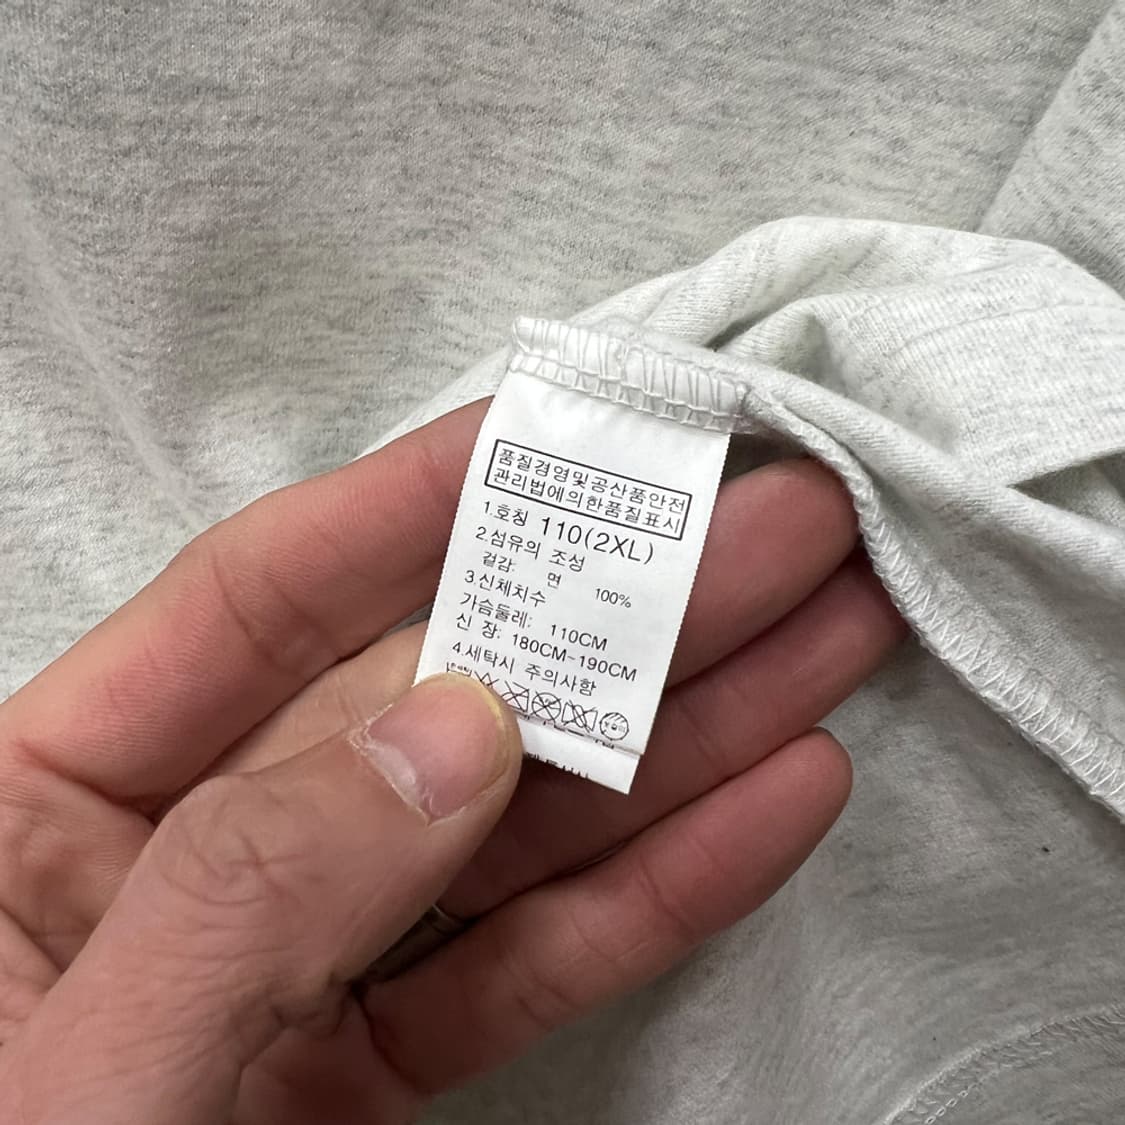 품질경영및공산품안전
관리법에의한품질표시
1.호칭 110(2XL)
2.섬유의 조성
겉감: 면 100%
3.신체치수
가슴둘레: 110CM
신 장: 180CM~190CM
4.세탁시 주의사항